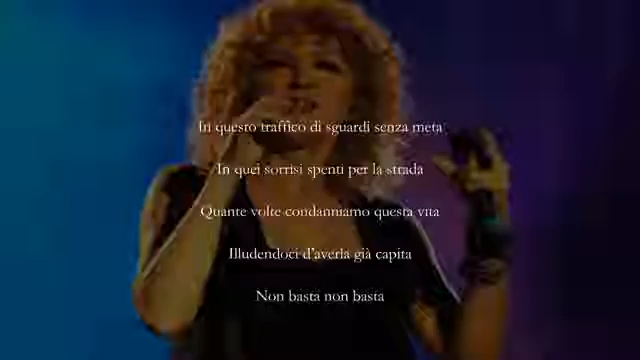 In questo traffico di sguardi senza meta
In quei sorrisi spenti per la strada
Quante volte condanniamo questa vita
Illudendoci d'averla già capita
Non basta non basta